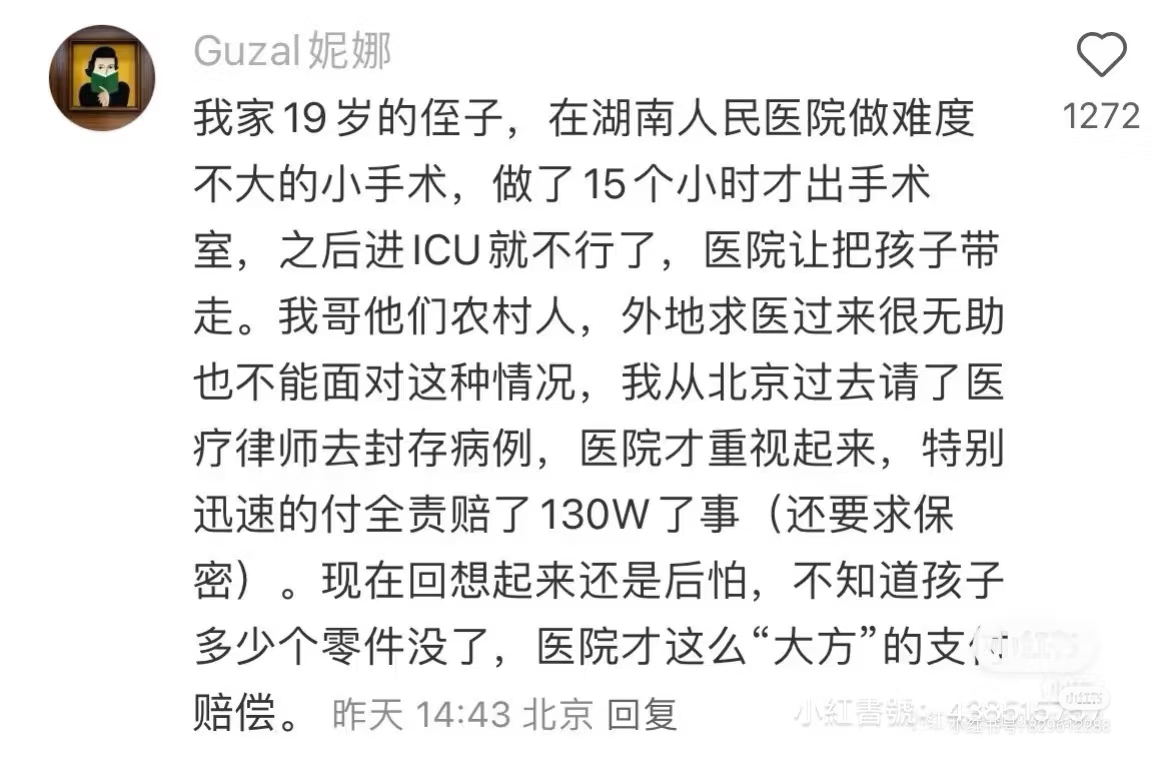 Guzal妮娜
我家19岁的侄子，在湖南人民医院做难度
1272
不大的小手术，做了15个小时才出手术
室，之后进ICU就不行了，医院让把孩子带
走。我哥他们农村人，外地求医过来很无助
也不能面对这种情况，我从北京过去请了医
疗律师去封存病例，医院才重视起来，特别
迅速的付全责赔了130W了事（还要求保
密）。现在回想起来还是后怕，不知道孩子
多少个零件没了，医院才这么“大方”的支付
赔偿。 昨天 14:43 北京 回复
小紅書號: